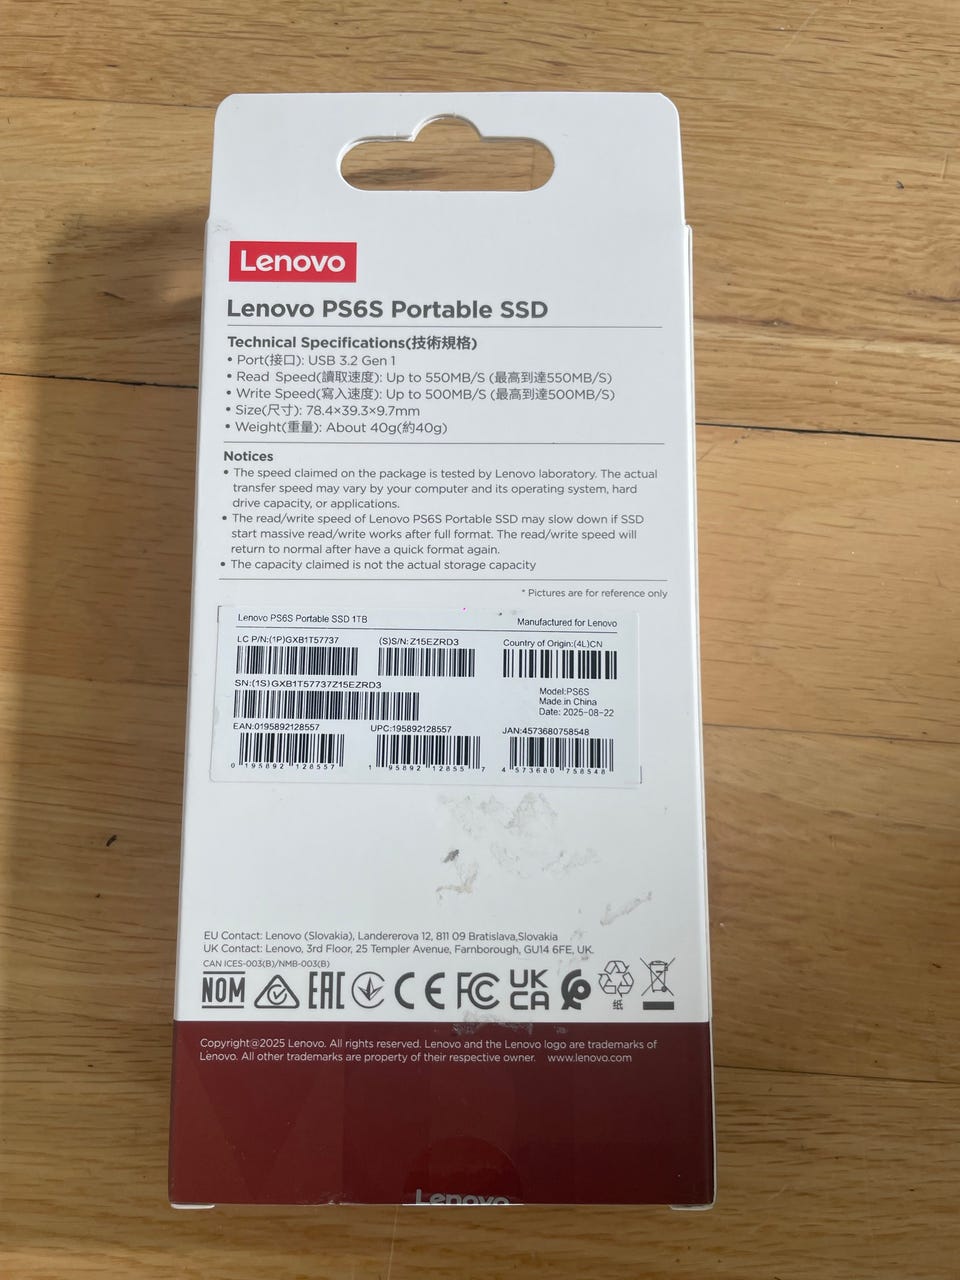 Lenovo
Lenovo PS6S Portable SSD
Technical Specifications(技術規格)
• Port(接口): USB 3.2 Gen 1
• Read Speed(讀取速度): Up to 550MB/S (最高到達550MB/S)
• Write Speed(寫入速度): Up to 500MB/S (最高到達500MB/S)
• Size(尺寸): 78.4×39.3×9.7mm
• Weight(重量): About 40g(約40g)
Notices
• The speed claimed on the package is tested by Lenovo laboratory. The actual
transfer speed may vary by your computer and its operating system, hard
drive capacity, or applications.
• The read/write speed of Lenovo PS6S Portable SSD may slow down if SSD
start massive read/write works after full format. The read/write speed will
return to normal after have a quick format again.
• The capacity claimed is not the actual storage capacity
* Pictures are for reference only
Lenovo PS6S Portable SSD 1TB
Manufactured for Lenovo
LC P/N:(1P)GXB1T57737
(S)S/N: Z15EZRD3
Country of Origin:(4L)CN
SN:(1S)GXB1T57737Z15EZRD3
Model:PS6S
Made in China
Date: 2025-08-22
EAN:0195892128557
UPC:195892128557
JAN:4573680758548
0 195892 128557
1 95892 12855 7
4 573680 758548
EU Contact: Lenovo (Slovakia), Landererova 12, 811 09 Bratislava,Slovakia
UK Contact: Lenovo, 3rd Floor, 25 Templer Avenue, Farnborough, GU14 6FE, UK.
CAN ICES-003(B)/NMB-003(B)
NOM EAC CE FC UK CA
纸
Copyright@2025 Lenovo. All rights reserved. Lenovo and the Lenovo logo are trademarks of
Lenovo. All other trademarks are property of their respective owner. www.lenovo.com
Lenovo